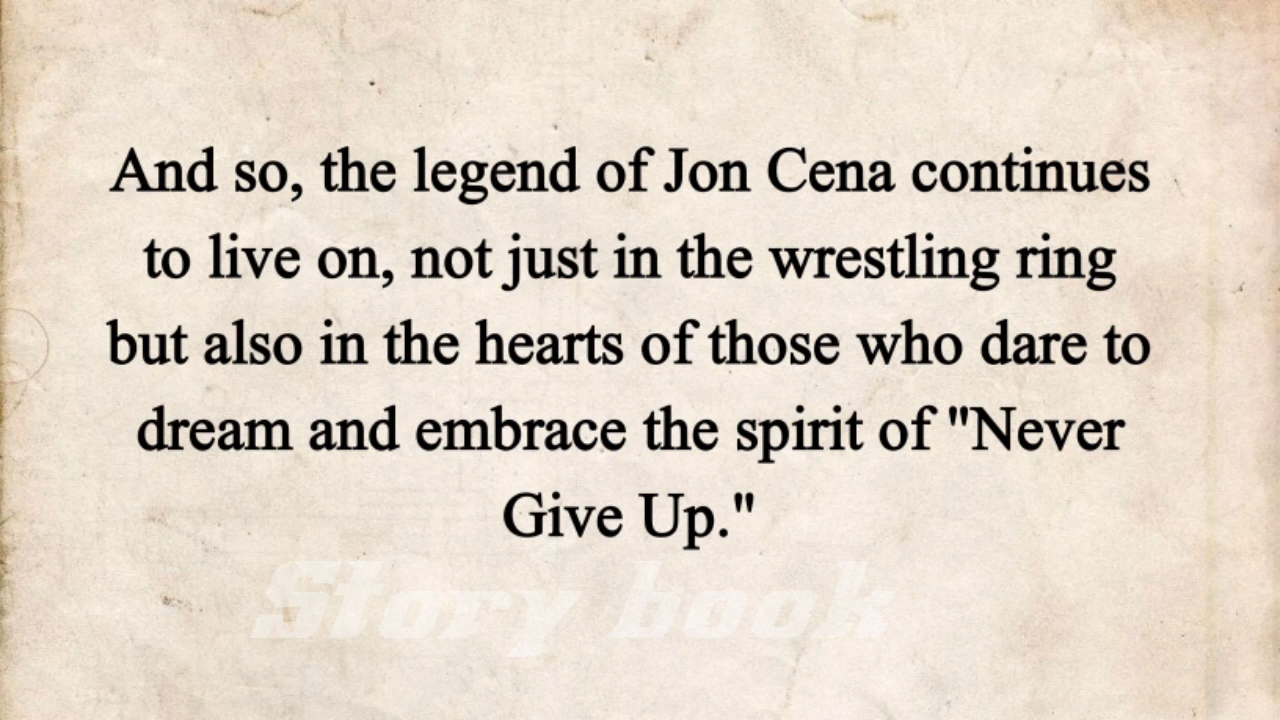 And so, the legend of Jon Cena continues
to live on, not just in the wrestling ring
but also in the hearts of those who dare to
dream and embrace the spirit of "Never
Give Up."
Story book